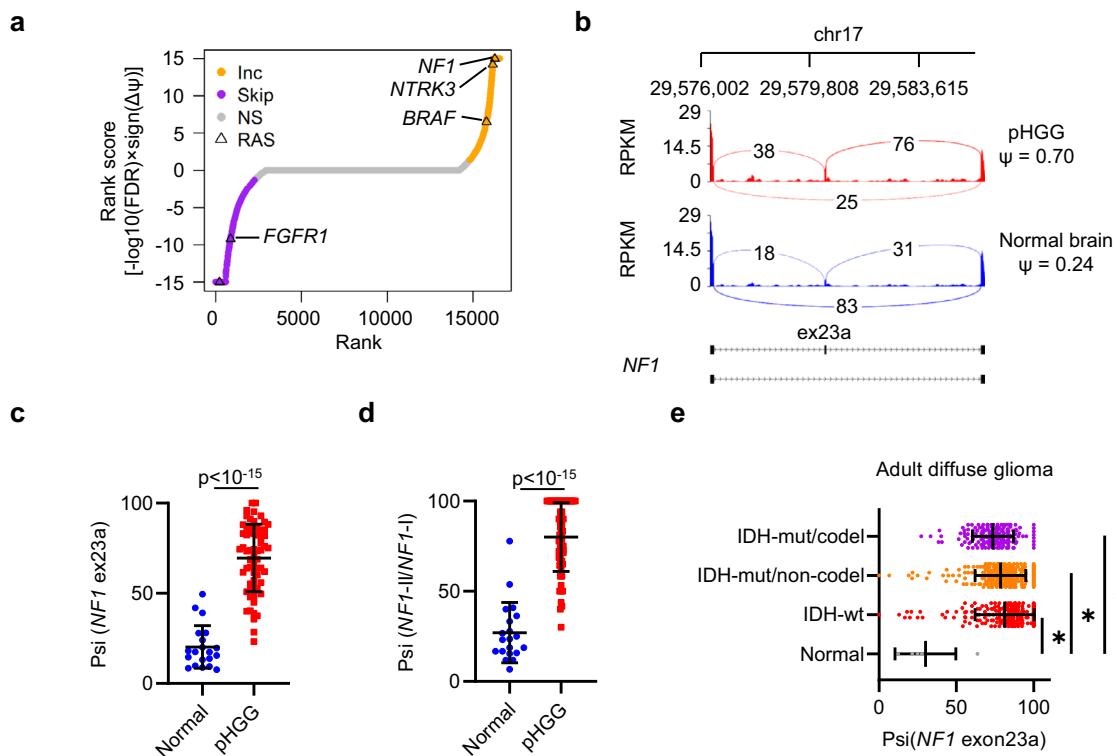 a
Rank score
[-log10(FDR)×sign(Δψ)]
15
10
5
0
-5
-10
-15
Inc
Skip
NS
RAS
NF1
NTRK3
BRAF
FGFR1
0
5000
10000
15000
Rank
b
chr17
29,576,002
29,579,808
29,583,615
RPKM
29
14.5
0
38
76
25
pHGG
ψ = 0.70
RPKM
29
14.5
0
18
31
83
Normal brain
ψ = 0.24
ex23a
NF1
c
p<10-15
Psi (NF1 ex23a)
100
50
0
Normal
pHGG
d
p<10-15
Psi (NF1-II/NF1-I)
100
50
0
Normal
pHGG
e
Adult diffuse glioma
IDH-mut/codel
IDH-mut/non-codel
IDH-wt
Normal
*
*
0
50
100
Psi(NF1 exon23a)